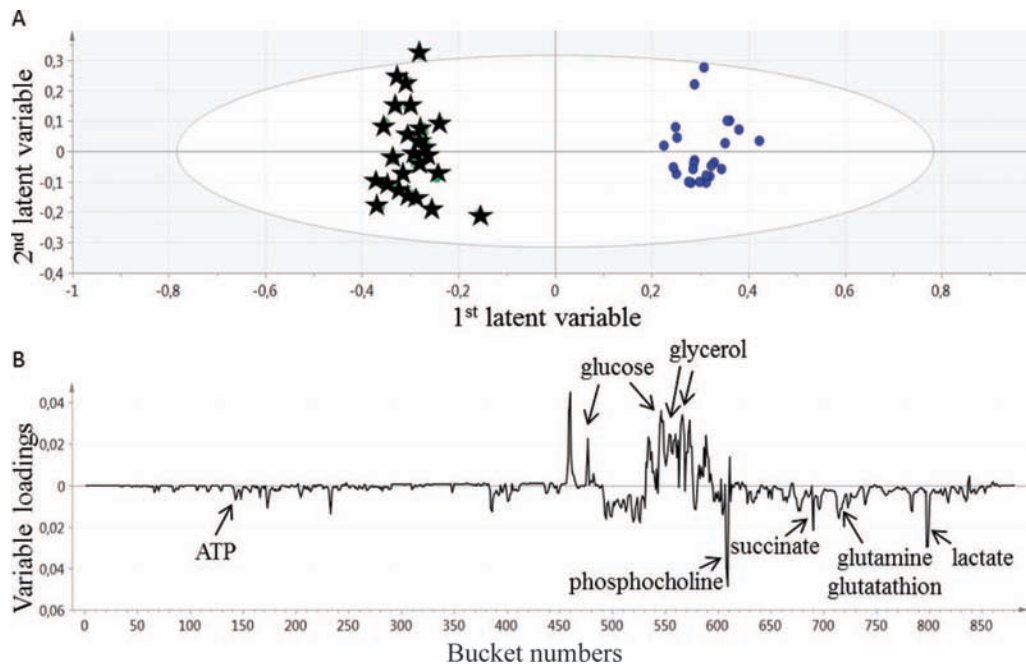 A
0,3
0,2
0,1
0
-0,1
-0,2
-0,3
-0,4
2nd latent variable
-1
-0,8
-0,6
-0,4
-0,2
0
0,2
0,4
0,6
0,8
1st latent variable
B
glucose
glycerol
0,04
0,02
0
0,02
0,04
0,06
Variable loadings
ATP
phosphocholine
succinate
glutamine
glutatathion
lactate
0 50 100 150 200 250 300 350 400 450 500 550 600 650 700 750 800 850
Bucket numbers